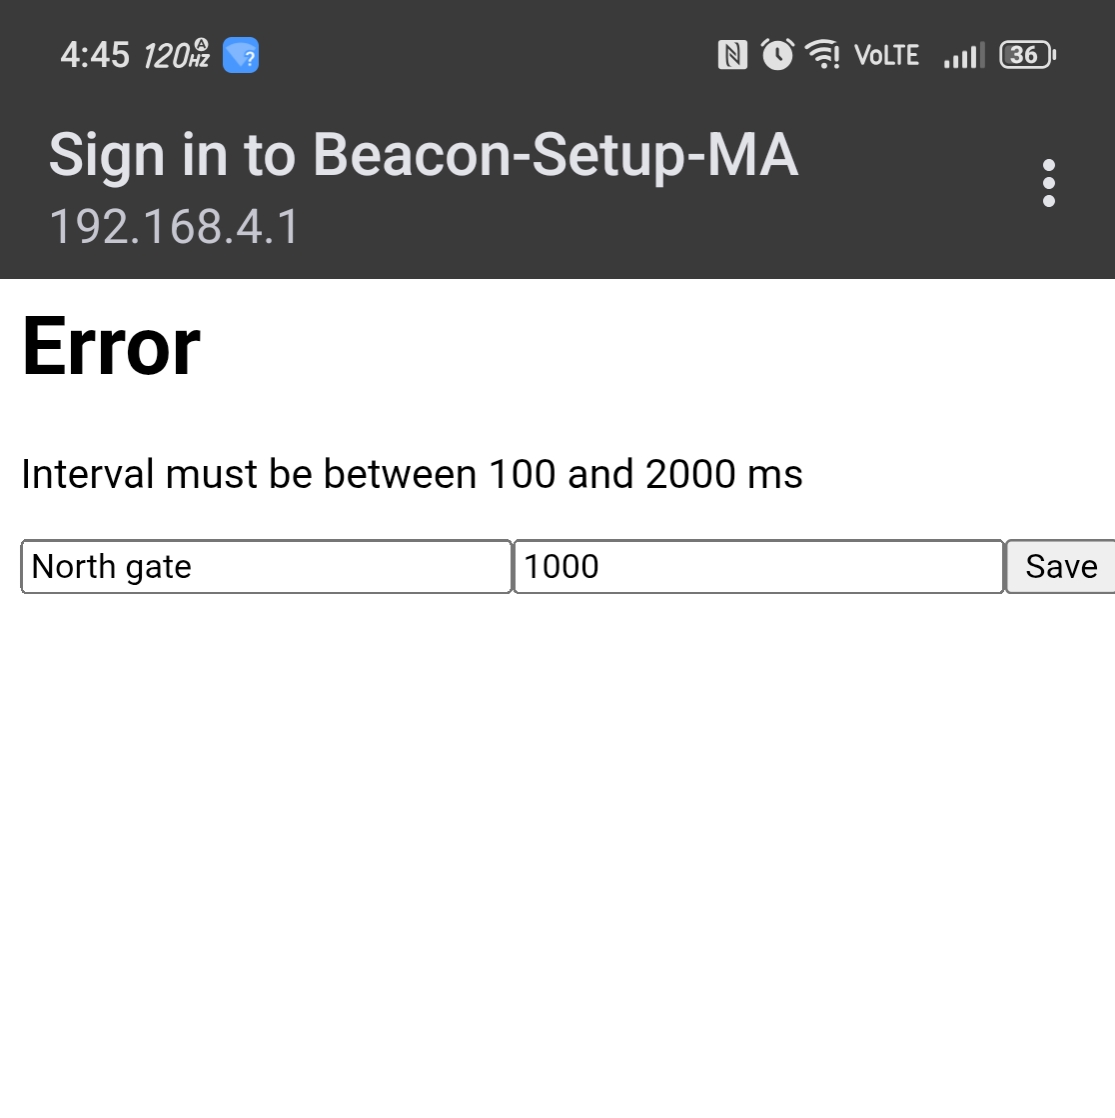 4:45 120Hz A ?
VoLTE 36
Sign in to Beacon-Setup-MA
192.168.4.1
Error
Interval must be between 100 and 2000 ms
North gate 1000 Save